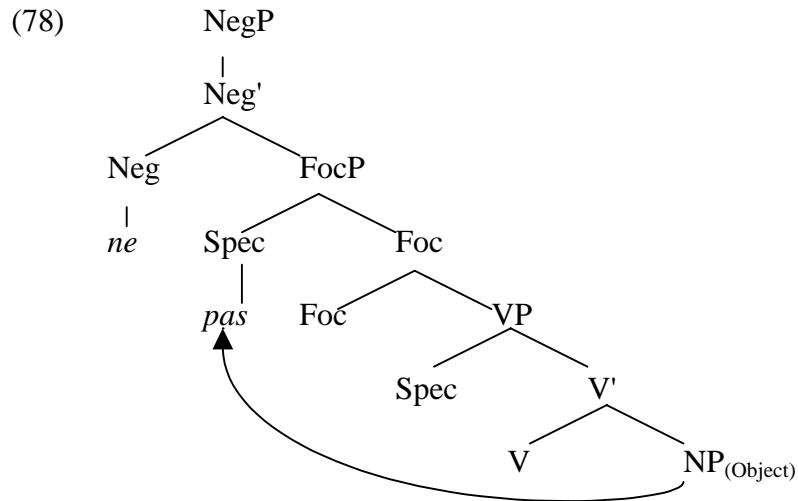 (78) NegP
Neg'
Neg FocP
ne Spec Foc
pas Foc VP
Spec V'
V NP(Object)